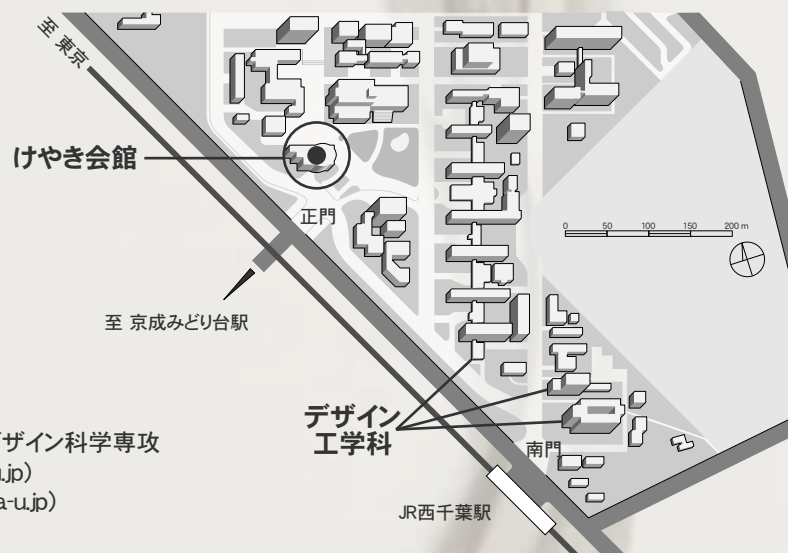 至 東京
けやき会館
正門
0 50 100 150 200 m
至 京成みどり台駅
デザイン
工学科
ザイン科学専攻
u.jp)
a-u.jp)
南門
JR西千葉駅